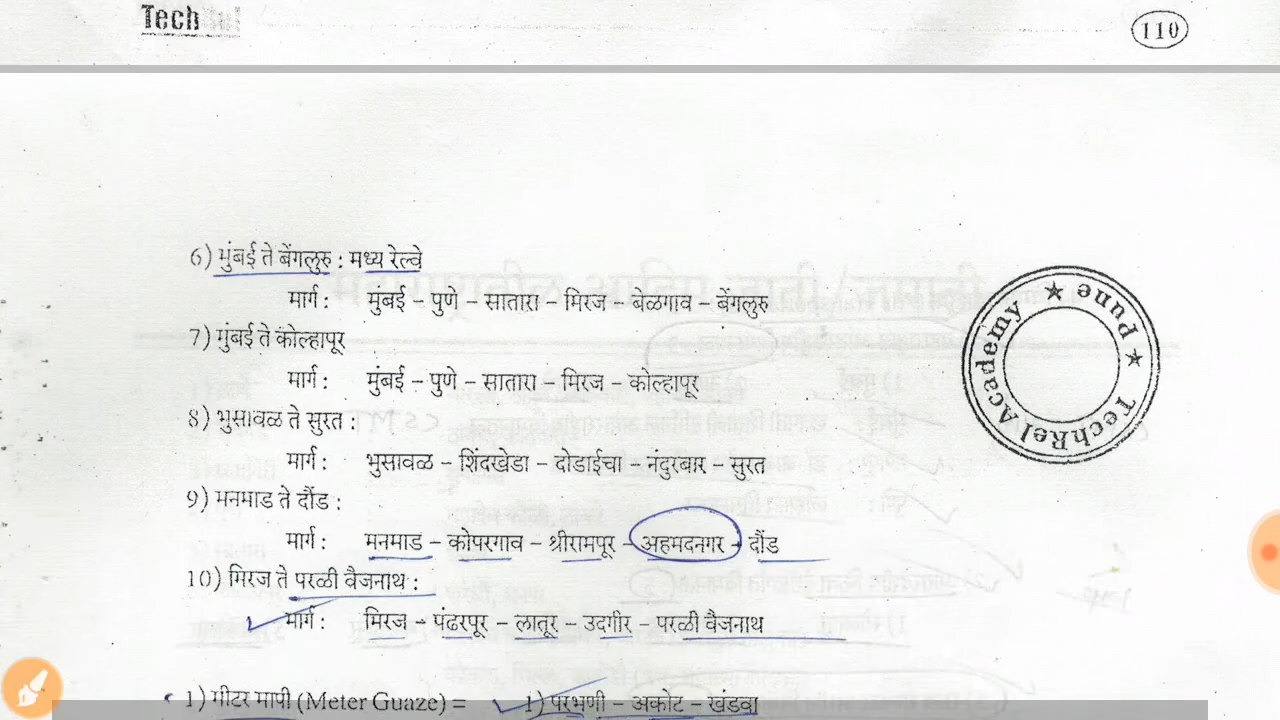 Tech
110
6) मुंबई ते बेंगलुरु : मध्य रेल्वे
मार्ग : मुंबई – पुणे – सातारा – मिरज – बेळगाव – बेंगलुरु
7) मुंबई ते कोल्हापूर
मार्ग : मुंबई – पुणे – सातारा – मिरज – कोल्हापूर
8) भुसावळ ते सुरत :
मार्ग : भुसावळ – शिंदखेडा – दोडाईचा – नंदुरबार – सुरत
9) मनमाड ते दौंड :
मार्ग : मनमाड – कोपरगाव – श्रीरामपूर – अहमदनगर – दौंड
10) मिरज ते परळी वैजनाथ :
मार्ग : मिरज – पंढरपूर – लातूर – उदगीर – परळी वैजनाथ
1) मीटर मापी (Meter Guaze) = 1) परभणी – अकोट – खंडवा
TechRel Academy ★ Pune ★